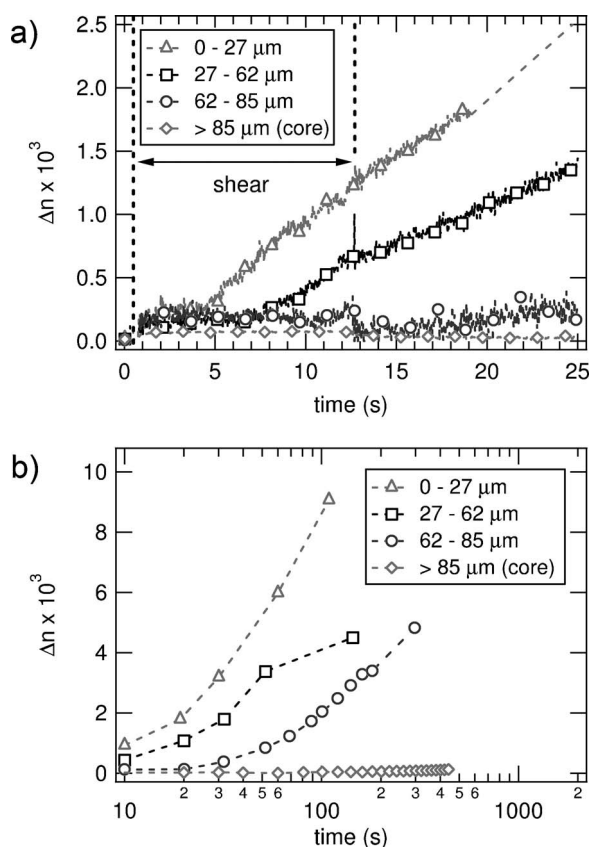 a)
0 - 27 μm
27 - 62 μm
62 - 85 μm
> 85 μm (core)
shear
Δn x 10³
2.5
2.0
1.5
1.0
0.5
0.0
0 5 10 15 20 25
time (s)
b)
0 - 27 μm
27 - 62 μm
62 - 85 μm
> 85 μm (core)
Δn x 10³
10
8
6
4
2
0
10 2 3 4 5 6 100 2 3 4 5 6 1000 2
time (s)